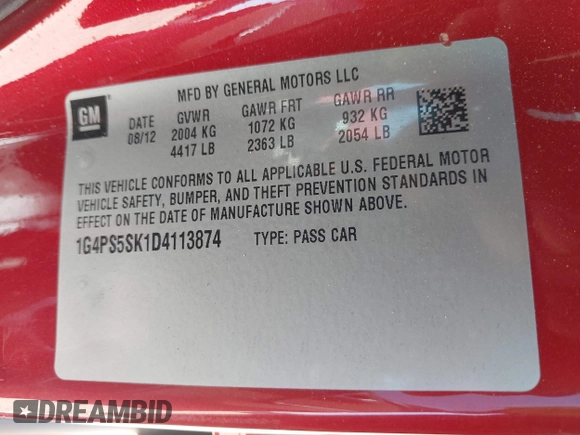 MFD BY GENERAL MOTORS LLC
GM
DATE GVWR GAWR FRT GAWR RR
08/12 2004 KG 1072 KG 932 KG
4417 LB 2363 LB 2054 LB
THIS VEHICLE CONFORMS TO ALL APPLICABLE U.S. FEDERAL MOTOR
VEHICLE SAFETY, BUMPER, AND THEFT PREVENTION STANDARDS IN
EFFECT ON THE DATE OF MANUFACTURE SHOWN ABOVE.
1G4PS5SK1D4113874 TYPE: PASS CAR
DREAMBID